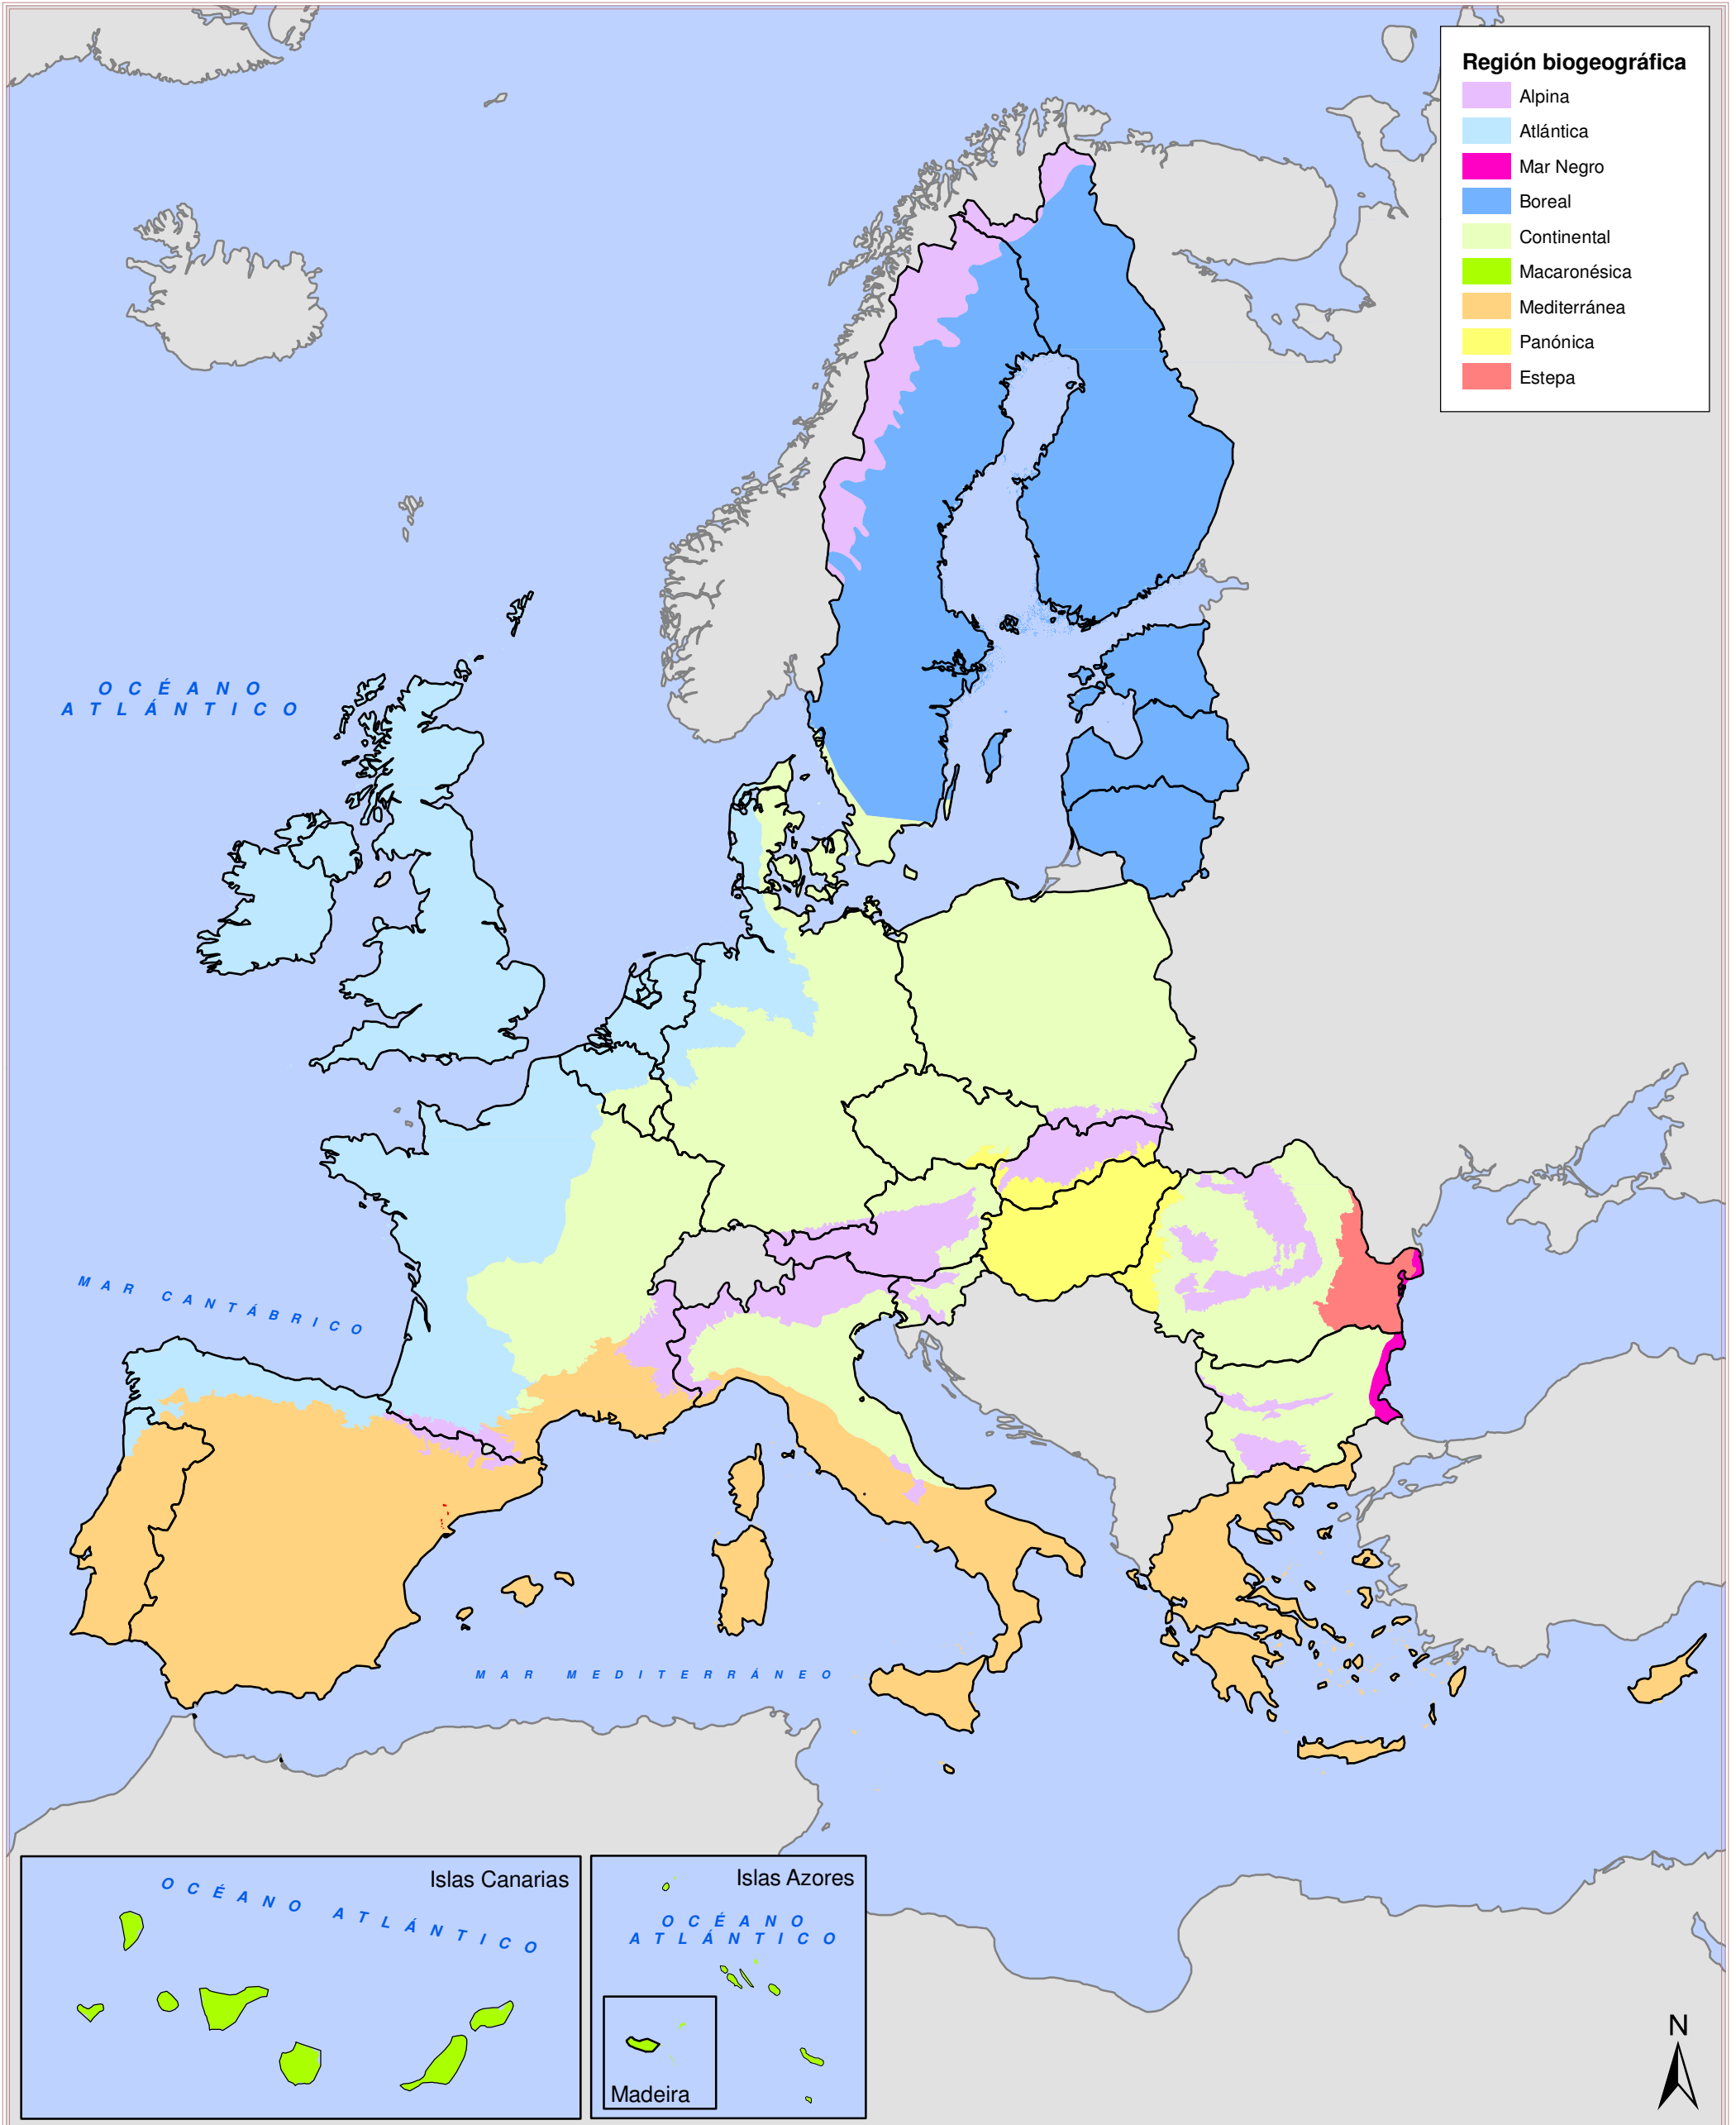 Región biogeográfica
Alpina
Atlántica
Mar Negro
Boreal
Continental
Macaronésica
Mediterránea
Panónica
Estepa
OCÉANO
ATLÁNTICO
MAR CANTÁBRICO
MAR MEDITERRÁNEO
Islas Canarias
OCÉANO ATLÁNTICO
Islas Azores
OCÉANO
ATLÁNTICO
Madeira
N